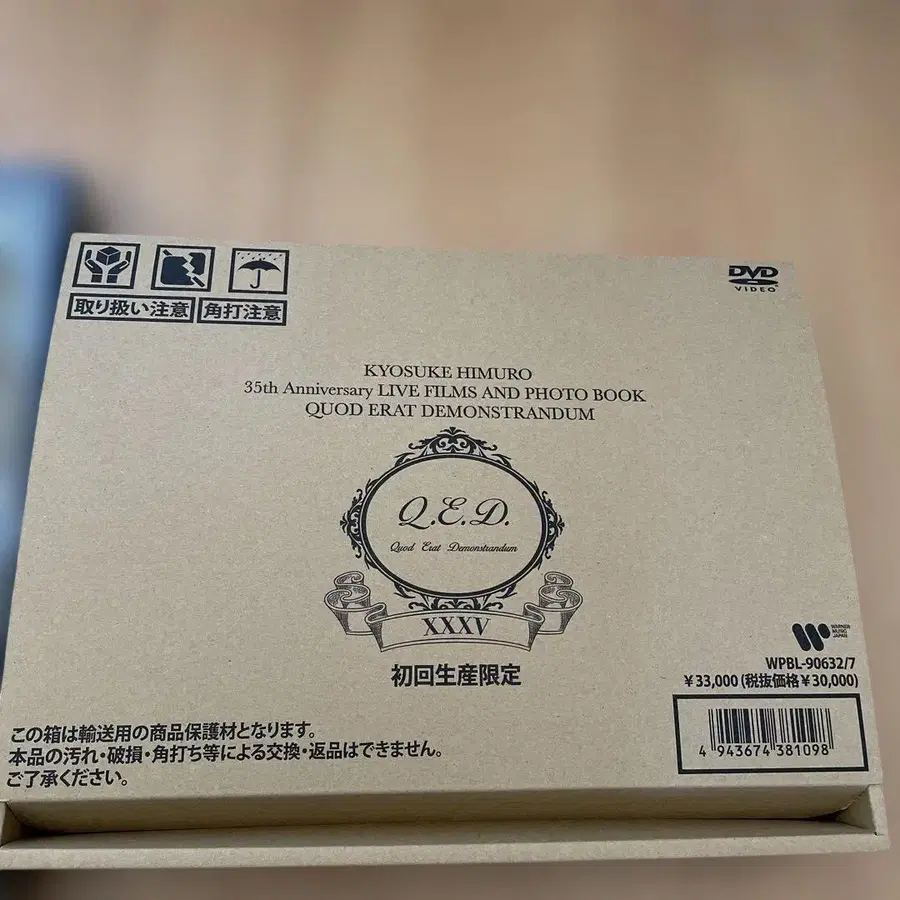 取り扱い注意 角打注意
DVD
VIDEO
KYOSUKE HIMURO
35th Anniversary LIVE FILMS AND PHOTO BOOK
QUOD ERAT DEMONSTRANDUM
Q.E.D.
Quod Erat Demonstrandum
XXXV
初回生産限定
WARNER
MUSIC
JAPAN
WPBL-90632/7
￥33,000 (税抜価格￥30,000)
4 943674 381098
この箱は輸送用の商品保護材となります。
本品の汚れ・破損・角打ち等による交換・返品はできません。
ご了承ください。